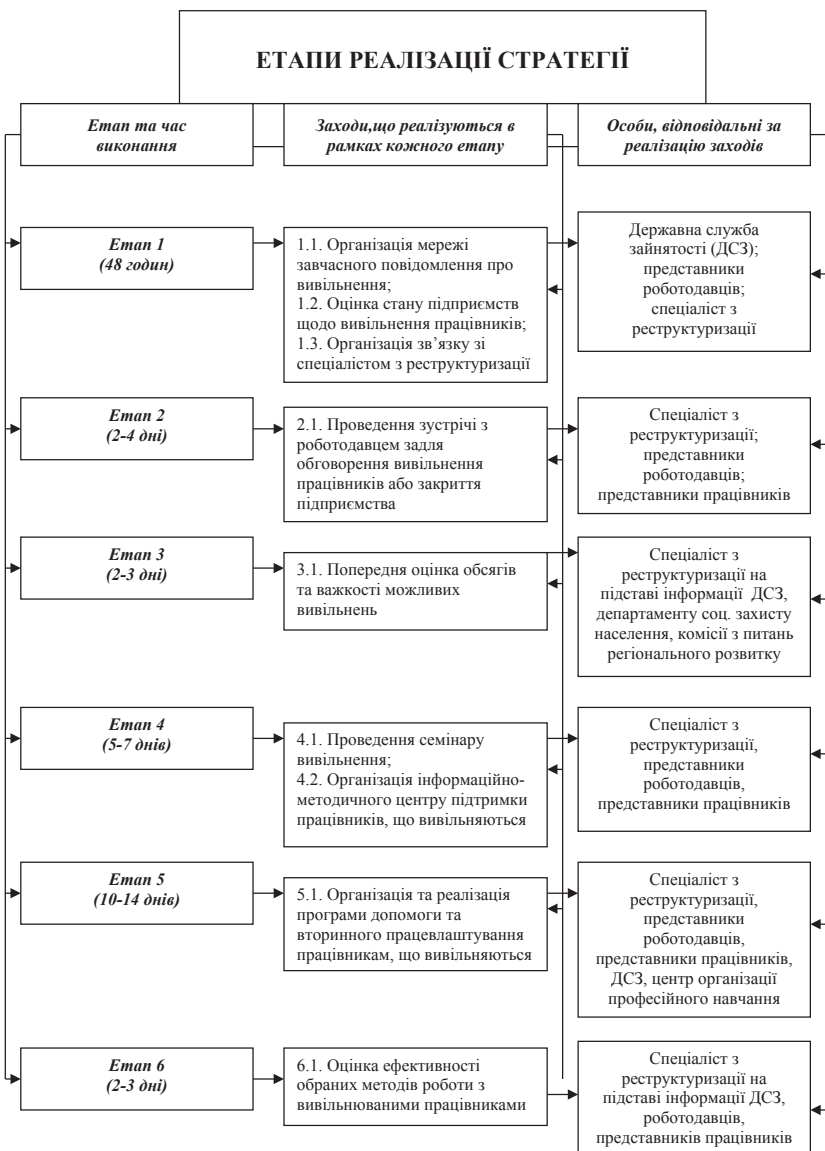 ЕТАПИ РЕАЛІЗАЦІЇ СТРАТЕГІЇ
Етап та час
виконання
Заходи,що реалізуються в
рамках кожного етапу
Особи, відповідальні за
реалізацію заходів
Етап 1
(48 годин)
1.1. Організація мережі
завчасного повідомлення про
вивільнення;
1.2. Оцінка стану підприємств
щодо вивільнення працівників;
1.3. Організація зв’язку зі
спеціалістом з реструктуризації
Державна служба
зайнятості (ДСЗ);
представники
роботодавців;
спеціаліст з
реструктуризації
Етап 2
(2-4 дні)
2.1. Проведення зустрічі з
роботодавцем задля
обговорення вивільнення
працівників або закриття
підприємства
Спеціаліст з
реструктуризації;
представники
роботодавців;
представники працівників
Етап 3
(2-3 дні)
3.1. Попередня оцінка обсягів
та важкості можливих
вивільнень
Спеціаліст з
реструктуризації на
підставі інформації ДСЗ,
департаменту соц. захисту
населення, комісії з питань
регіонального розвитку
Етап 4
(5-7 днів)
4.1. Проведення семінару
вивільнення;
4.2. Організація інформаційно-
методичного центру підтримки
працівників, що вивільняються
Спеціаліст з
реструктуризації,
представники
роботодавців,
представники працівників
Етап 5
(10-14 днів)
5.1. Організація та реалізація
програми допомоги та
вторинного працевлаштування
працівникам, що вивільняються
Спеціаліст з
реструктуризації,
представники
роботодавців,
представники працівників,
ДСЗ, центр організації
професійного навчання
Етап 6
(2-3 дні)
6.1. Оцінка ефективності
обраних методів роботи з
вивільнюваними працівниками
Спеціаліст з
реструктуризації на
підставі інформації ДСЗ,
роботодавців,
представників працівників